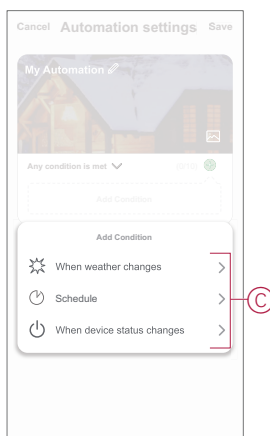 Cancel Automation settings Save
My Automation
Any condition is met
Add Condition
Add Condition
When weather changes
Schedule
When device status changes
C